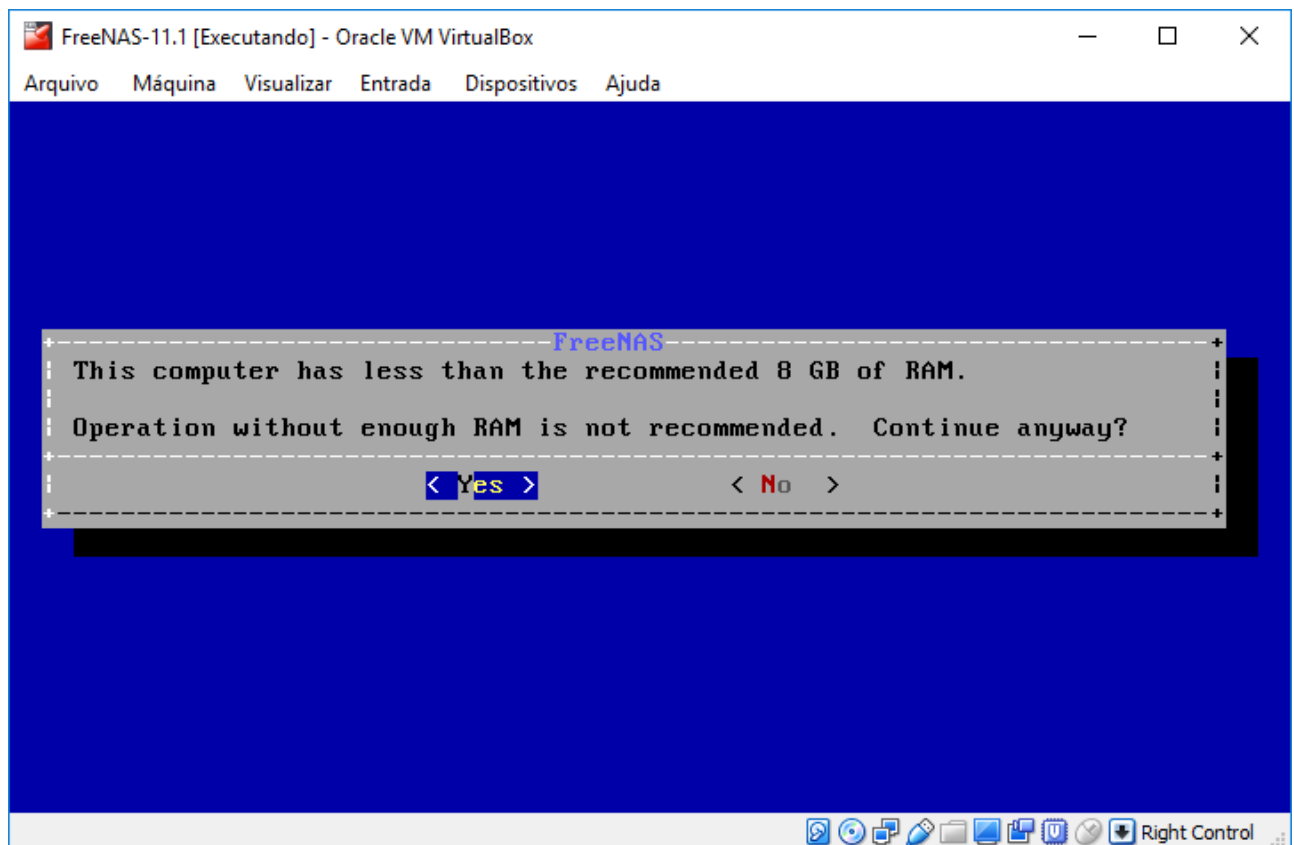 FreeNAS-11.1 [Executando] - Oracle VM VirtualBox
Arquivo Máquina Visualizar Entrada Dispositivos Ajuda
FreeNAS
This computer has less than the recommended 8 GB of RAM.
Operation without enough RAM is not recommended.  Continue anyway?
< Yes > < No >
Right Control